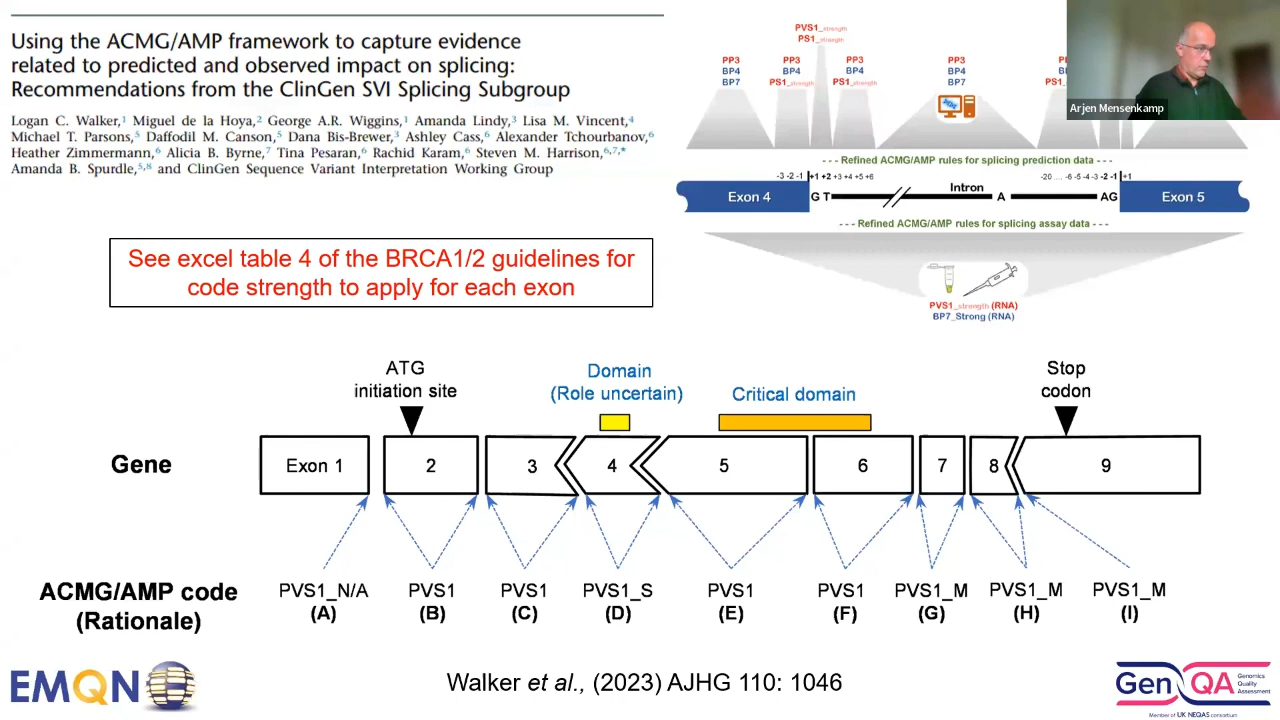 Using the ACMG/AMP framework to capture evidence
related to predicted and observed impact on splicing:
Recommendations from the ClinGen SVI Splicing Subgroup
Logan C. Walker,1 Miguel de la Hoya,2 George A.R. Wiggins,1 Amanda Lindy,3 Lisa M. Vincent,4
Michael T. Parsons,5 Daffodil M. Canson,5 Dana Bis-Brewer,3 Ashley Cass,6 Alexander Tchourbanov,6
Heather Zimmermann,6 Alicia B. Byrne,7 Tina Pesaran,6 Rachid Karam,6 Steven M. Harrison,6,7,*
Amanda B. Spurdle,5,8 and ClinGen Sequence Variant Interpretation Working Group
PVS1_strength
PS1_strength
PP3 PP3 PP3 PP3
BP4 BP4 BP4 BP4
BP7 PS1_strength PS1_strength BP7
Arjen Mensenkamp
--- Refined ACMG/AMP rules for splicing prediction data ---
-3 -2 -1 +1 +2 +3 +4 +5 +6 -20 ... -6 -5 -4 -3 -2 -1 +1
Exon 4 G T Intron A AG Exon 5
--- Refined ACMG/AMP rules for splicing assay data ---
PVS1_strength (RNA)
BP7_Strong (RNA)
See excel table 4 of the BRCA1/2 guidelines for
code strength to apply for each exon
ATG
initiation site
Domain
(Role uncertain)
Critical domain
Stop
codon
Gene
Exon 1 2 3 4 5 6 7 8 9
ACMG/AMP code
(Rationale)
PVS1_N/A PVS1 PVS1 PVS1_S PVS1 PVS1 PVS1_M PVS1_M PVS1_M
(A) (B) (C) (D) (E) (F) (G) (H) (I)
EMQN
Walker et al., (2023) AJHG 110: 1046
GenQA
Genomics
Quality
Assessment
Member of UK NEQAS consortium